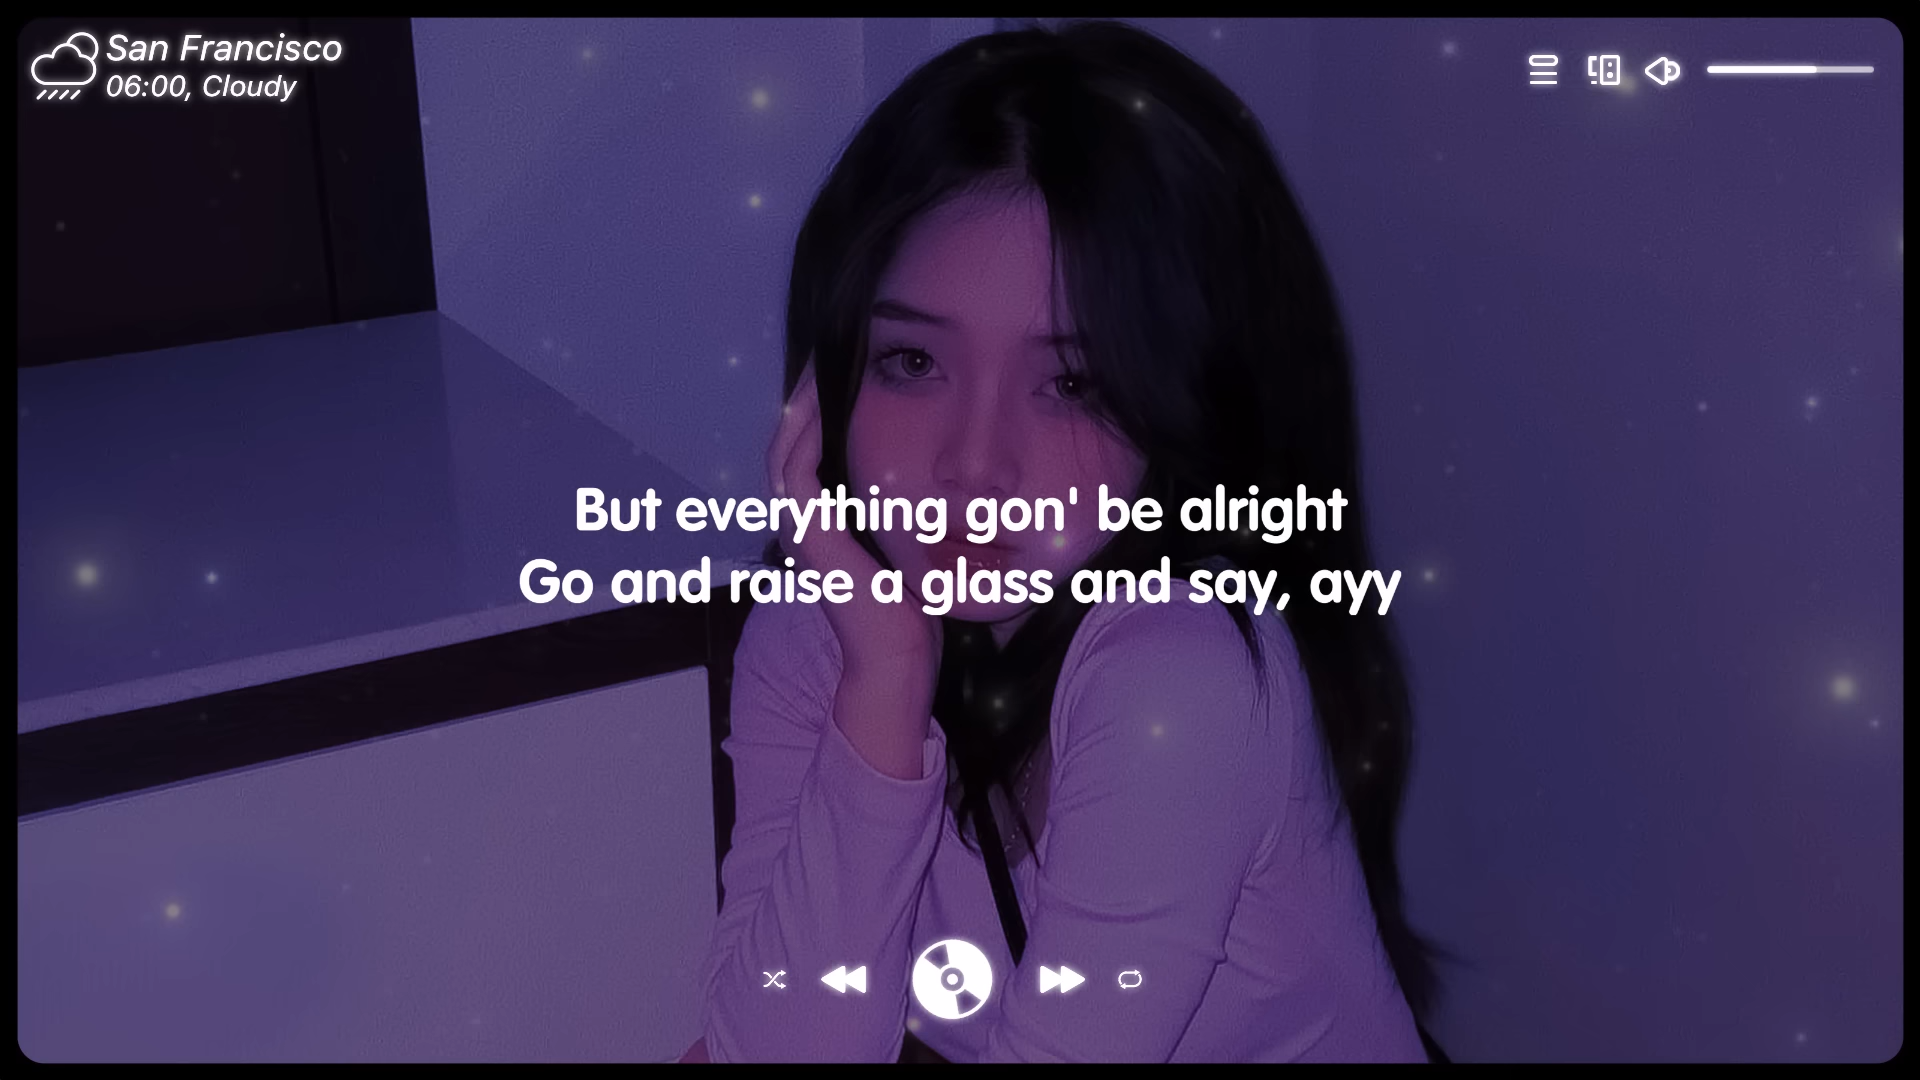 San Francisco
06:00, Cloudy
But everything gon' be alright
Go and raise a glass and say, ayy